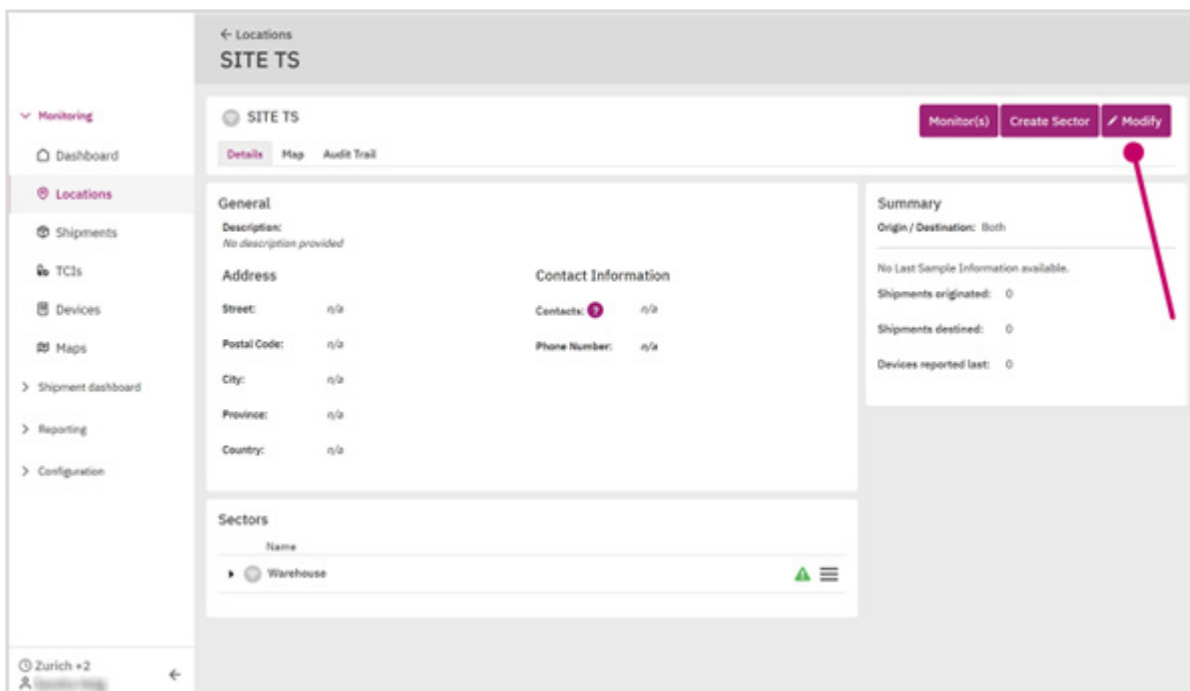 ← Locations
SITE TS
Monitoring
Dashboard
Locations
Shipments
TCIs
Devices
Maps
Shipment dashboard
Reporting
Configuration
Zurich +2
SITE TS
Monitor(s) Create Sector Modify
Details Map Audit Trail
General
Description:
No description provided
Address
Street: n/a
Postal Code: n/a
City: n/a
Province: n/a
Country: n/a
Contact Information
Contacts: ? n/a
Phone Number: n/a
Summary
Origin / Destination: Both
No Last Sample Information available.
Shipments originated: 0
Shipments destined: 0
Devices reported last: 0
Sectors
Name
Warehouse